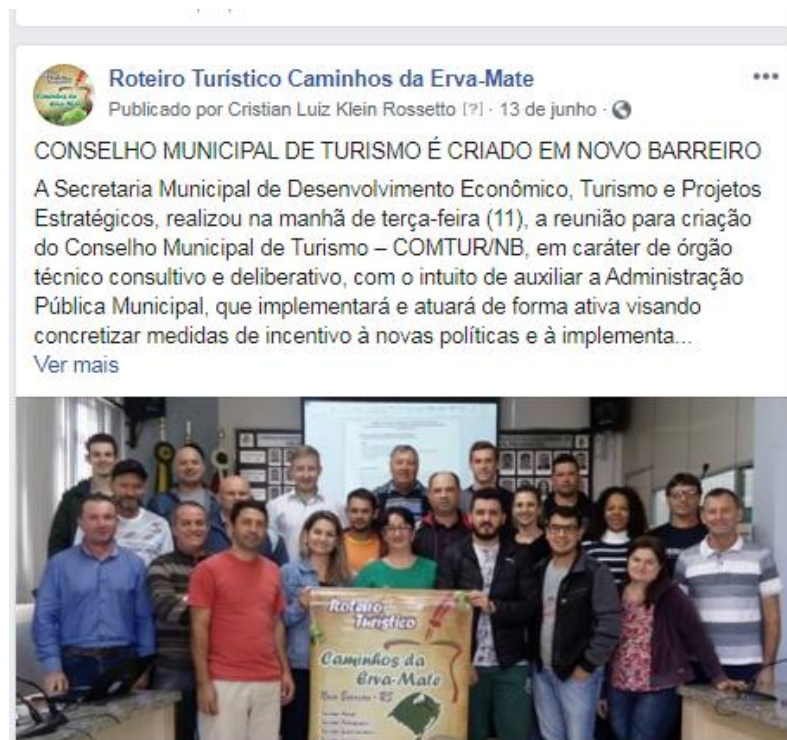 Roteiro Turístico Caminhos da Erva-Mate
Publicado por Cristian Luiz Klein Rossetto [?] · 13 de junho ·
CONSELHO MUNICIPAL DE TURISMO É CRIADO EM NOVO BARREIRO
A Secretaria Municipal de Desenvolvimento Econômico, Turismo e Projetos
Estratégicos, realizou na manhã de terça-feira (11), a reunião para criação
do Conselho Municipal de Turismo – COMTUR/NB, em caráter de órgão
técnico consultivo e deliberativo, com o intuito de auxiliar a Administração
Pública Municipal, que implementará e atuará de forma ativa visando
concretizar medidas de incentivo à novas políticas e à implementa...
Ver mais
Roteiro
Turístico
Caminhos da
Erva-Mate
Novo Barreiro - RS